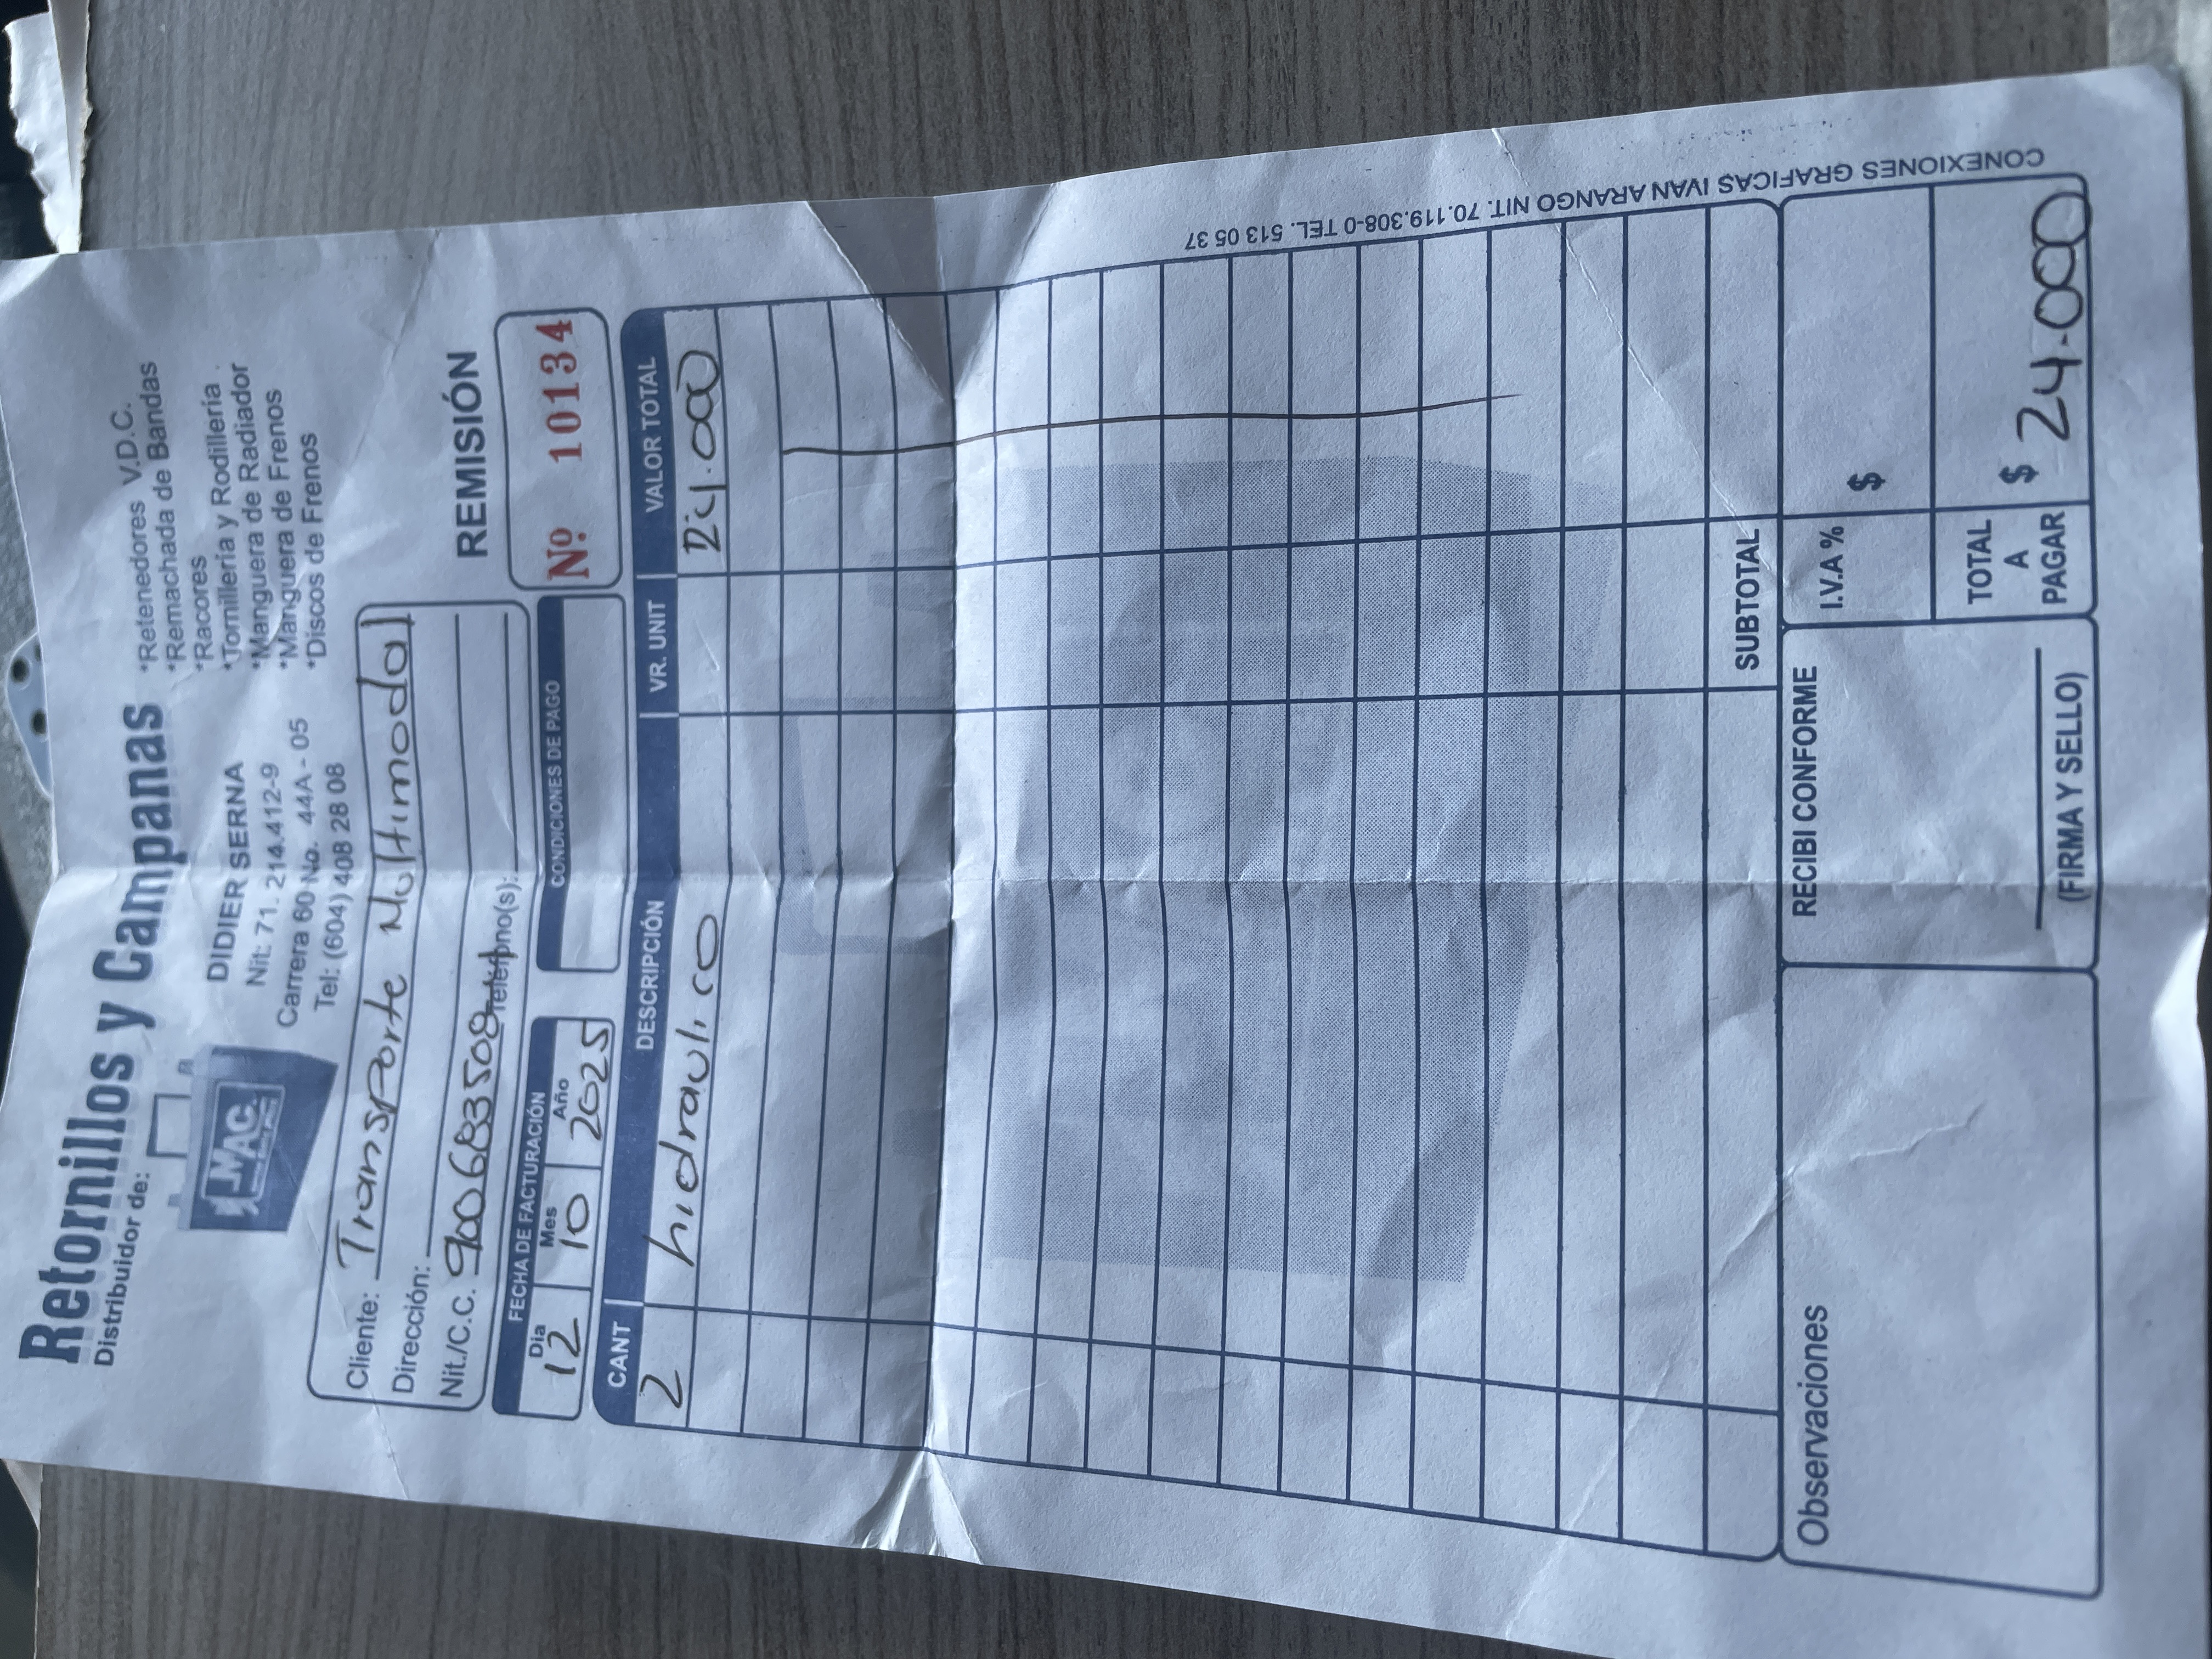 Retornillos y Campanas
Distribuidor de:
LMAC
DIDIER SERNA
Nit: 71. 214.412-9
Carrera 60 No. 44A - 05
Tel: (604) 408 28 08
*Retenedores V.D.C.
*Remachada de Bandas
*Racores
*Tornillería y Rodillería
*Manguera de Radiador
*Manguera de Frenos
*Discos de Frenos
Cliente: Transporte Multimodal
Dirección:
Nit./C.C. 900683508 Teléfono(s):
REMISIÓN
Nº 10134
FECHA DE FACTURACIÓN
Dia Mes Año
12 10 2025
CONDICIONES DE PAGO
CANT DESCRIPCIÓN VR. UNIT VALOR TOTAL
2 hidraulico 24.000
SUBTOTAL
Observaciones
RECIBI CONFORME
(FIRMA Y SELLO)
I.V.A % $
TOTAL A PAGAR $ 24.000
CONEXIONES GRAFICAS IVAN ARANGO NIT. 70.119.308-0 TEL. 513 05 37